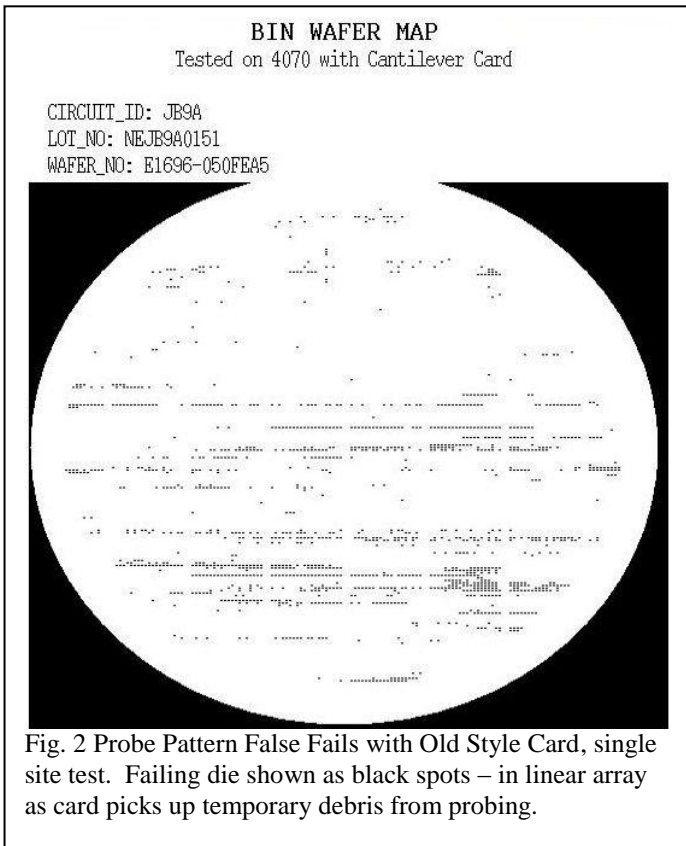 BIN WAFER MAP
Tested on 4070 with Cantilever Card
CIRCUIT_ID: JB9A
LOT_NO: NEJB9A0151
WAFER_NO: E1696-050FEA5
Fig. 2 Probe Pattern False Fails with Old Style Card, single
site test.  Failing die shown as black spots – in linear array
as card picks up temporary debris from probing.